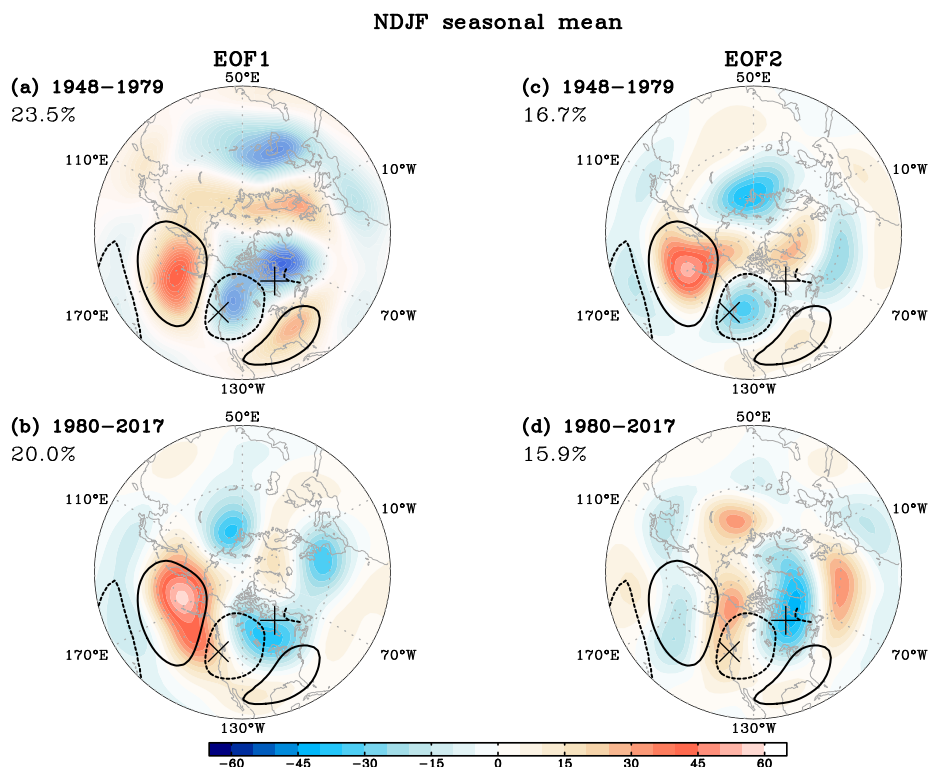 NDJF seasonal mean
EOF1
EOF2
50°E
50°E
(a) 1948−1979
(c) 1948−1979
23.5%
16.7%
110°E
10°W
110°E
10°W
170°E
70°W
170°E
70°W
130°W
130°W
50°E
50°E
(b) 1980−2017
(d) 1980−2017
20.0%
15.9%
110°E
10°W
110°E
10°W
170°E
70°W
170°E
70°W
130°W
130°W
−60 −45 −30 −15 0 15 30 45 60